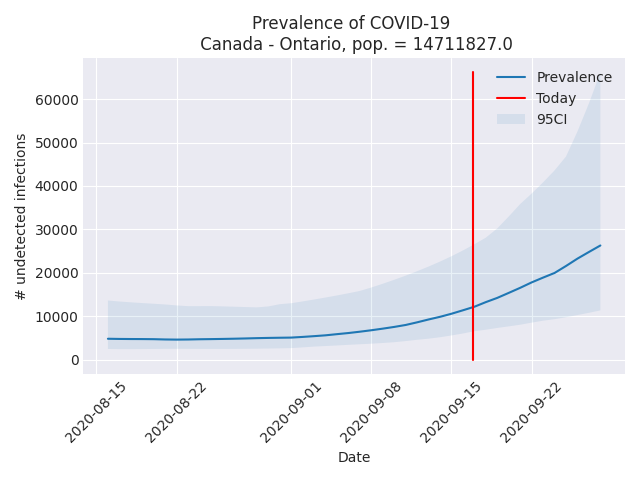 Prevalence of COVID-19
Canada - Ontario, pop. = 14711827.0
Prevalence
Today
95CI
60000
50000
40000
30000
20000
10000
0
# undetected infections
2020-08-15
2020-08-22
2020-09-01
2020-09-08
2020-09-15
2020-09-22
Date